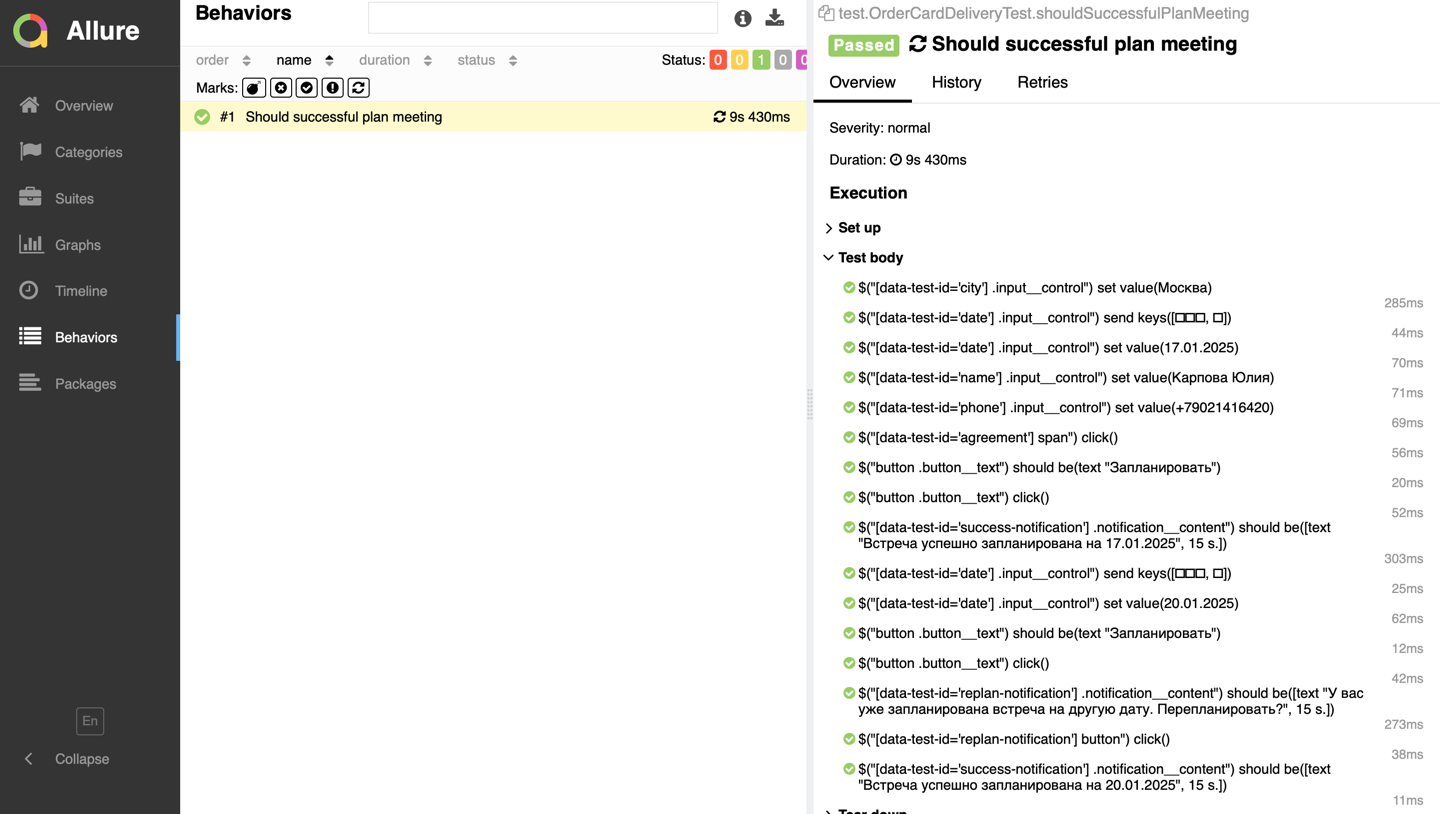 Allure
Overview
Categories
Suites
Graphs
Timeline
Behaviors
Packages
En
Collapse
Behaviors
order name duration status Status: 0 0 1 0 0
Marks:
#1 Should successful plan meeting 9s 430ms
test.OrderCardDeliveryTest.shouldSuccessfulPlanMeeting
Passed Should successful plan meeting
Overview History Retries
Severity: normal
Duration: 9s 430ms
Execution
Set up
Test body
$("[data-test-id='city'] .input__control") set value(Москва)
285ms
$("[data-test-id='date'] .input__control") send keys([□□□, □])
44ms
$("[data-test-id='date'] .input__control") set value(17.01.2025)
70ms
$("[data-test-id='name'] .input__control") set value(Карпова Юлия)
71ms
$("[data-test-id='phone'] .input__control") set value(+79021416420)
69ms
$("[data-test-id='agreement'] span") click()
56ms
$("button .button__text") should be(text "Запланировать")
20ms
$("button .button__text") click()
52ms
$("[data-test-id='success-notification'] .notification__content") should be([text
"Встреча успешно запланирована на 17.01.2025", 15 s.])
303ms
$("[data-test-id='date'] .input__control") send keys([□□□, □])
25ms
$("[data-test-id='date'] .input__control") set value(20.01.2025)
62ms
$("button .button__text") should be(text "Запланировать")
12ms
$("button .button__text") click()
42ms
$("[data-test-id='replan-notification'] .notification__content") should be([text "У вас
уже запланирована встреча на другую дату. Перепланировать?", 15 s.])
273ms
$("[data-test-id='replan-notification'] button") click()
38ms
$("[data-test-id='success-notification'] .notification__content") should be([text
"Встреча успешно запланирована на 20.01.2025", 15 s.])
11ms
Tear down